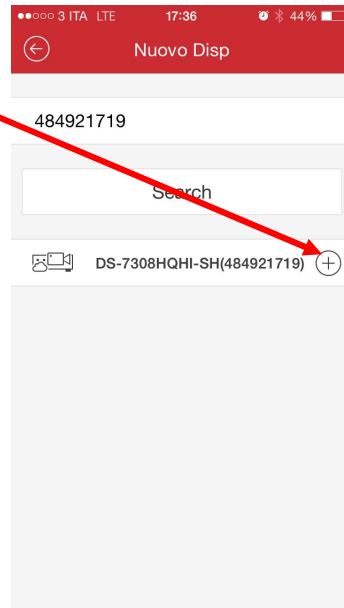 3 ITA LTE 17:36 44%
Nuovo Disp
484921719
Search
DS-7308HQHI-SH(484921719)